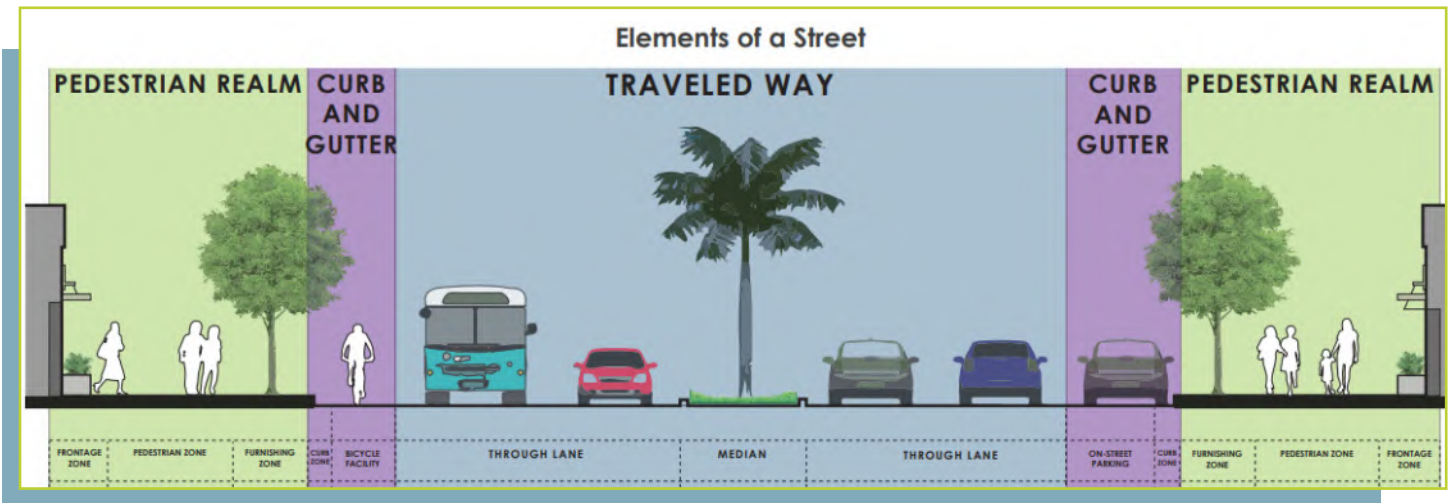 Elements of a Street
PEDESTRIAN REALM
CURB
AND
GUTTER
TRAVELED WAY
CURB
AND
GUTTER
PEDESTRIAN REALM
FRONTAGE
ZONE
PEDESTRIAN ZONE
FURNISHING
ZONE
CURB
ZONE
BICYCLE
FACILITY
THROUGH LANE
MEDIAN
THROUGH LANE
ON-STREET
PARKING
CURB
ZONE
FURNISHING
ZONE
PEDESTRIAN ZONE
FRONTAGE
ZONE